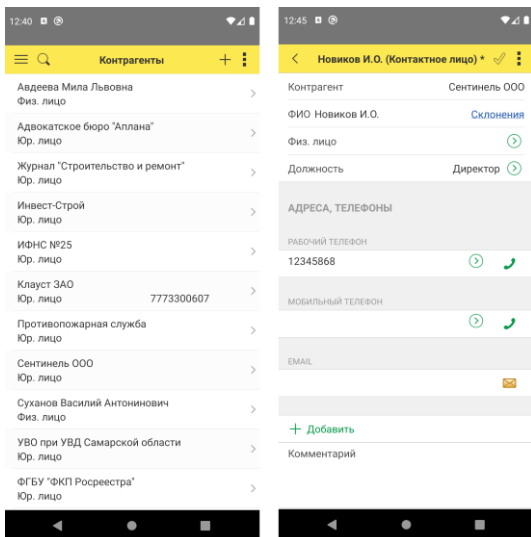 12:40
Контрагенты
Авдеева Мила Львовна
Физ. лицо
Адвокатское бюро "Аплана"
Юр. лицо
Журнал "Строительство и ремонт"
Юр. лицо
Инвест-Строй
Юр. лицо
ИФНС №25
Юр. лицо
Клауст ЗАО
Юр. лицо 7773300607
Противопожарная служба
Юр. лицо
Сентинель ООО
Юр. лицо
Суханов Василий Антонинович
Физ. лицо
УВО при УВД Самарской области
Юр. лицо
ФГБУ "ФКП Росреестра"
Юр. лицо
12:45
Новиков И.О. (Контактное лицо) *
Контрагент Сентинель ООО
ФИО Новиков И.О. Склонения
Физ. лицо
Должность Директор
АДРЕСА, ТЕЛЕФОНЫ
РАБОЧИЙ ТЕЛЕФОН
12345868
МОБИЛЬНЫЙ ТЕЛЕФОН
EMAIL
+ Добавить
Комментарий